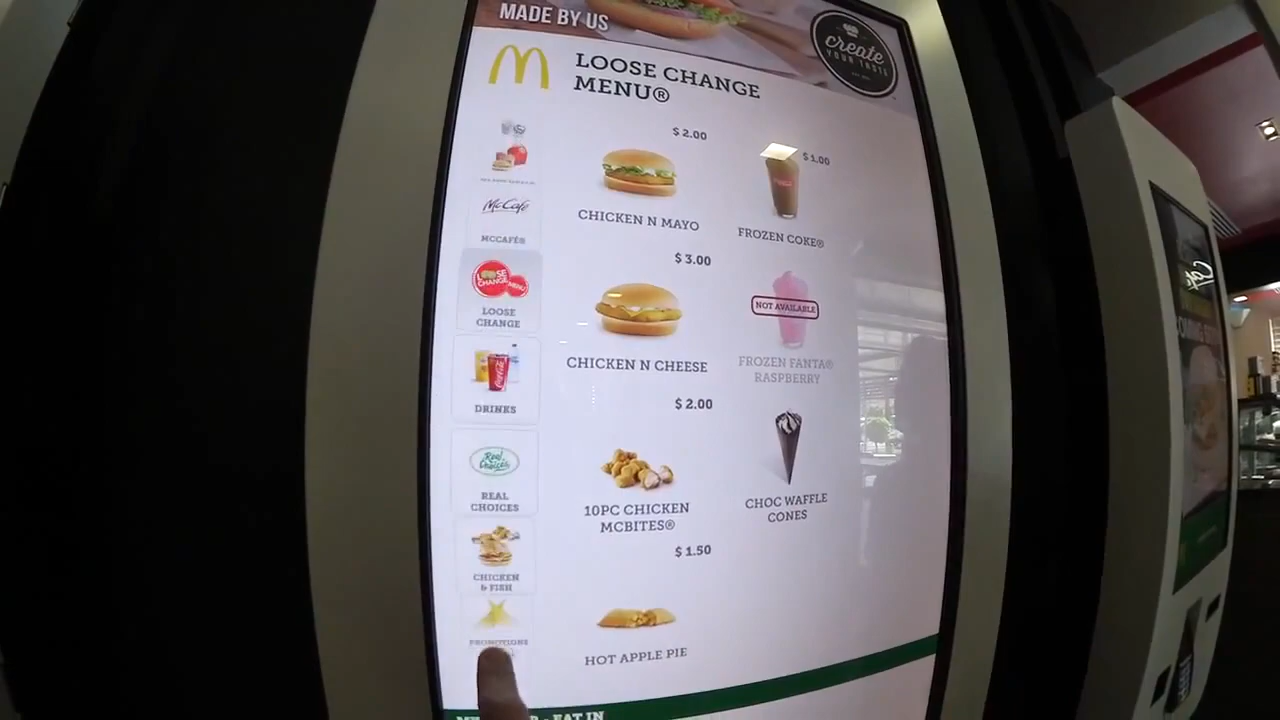 MADE BY US
create
YOUR TASTE
LOOSE CHANGE
MENU®
McCafé
MCCAFÉ®
LOOSE
CHANGE
MENU
LOOSE
CHANGE
Coca-Cola
DRINKS
Real
Choices
REAL
CHOICES
CHICKEN
& FISH
PROMOTIONS
$ 2.00
CHICKEN N MAYO
$ 1.00
FROZEN COKE®
$ 3.00
CHICKEN N CHEESE
NOT AVAILABLE
FROZEN FANTA®
RASPBERRY
$ 2.00
10PC CHICKEN
MCBITES®
CHOC WAFFLE
CONES
$ 1.50
HOT APPLE PIE
EAT IN